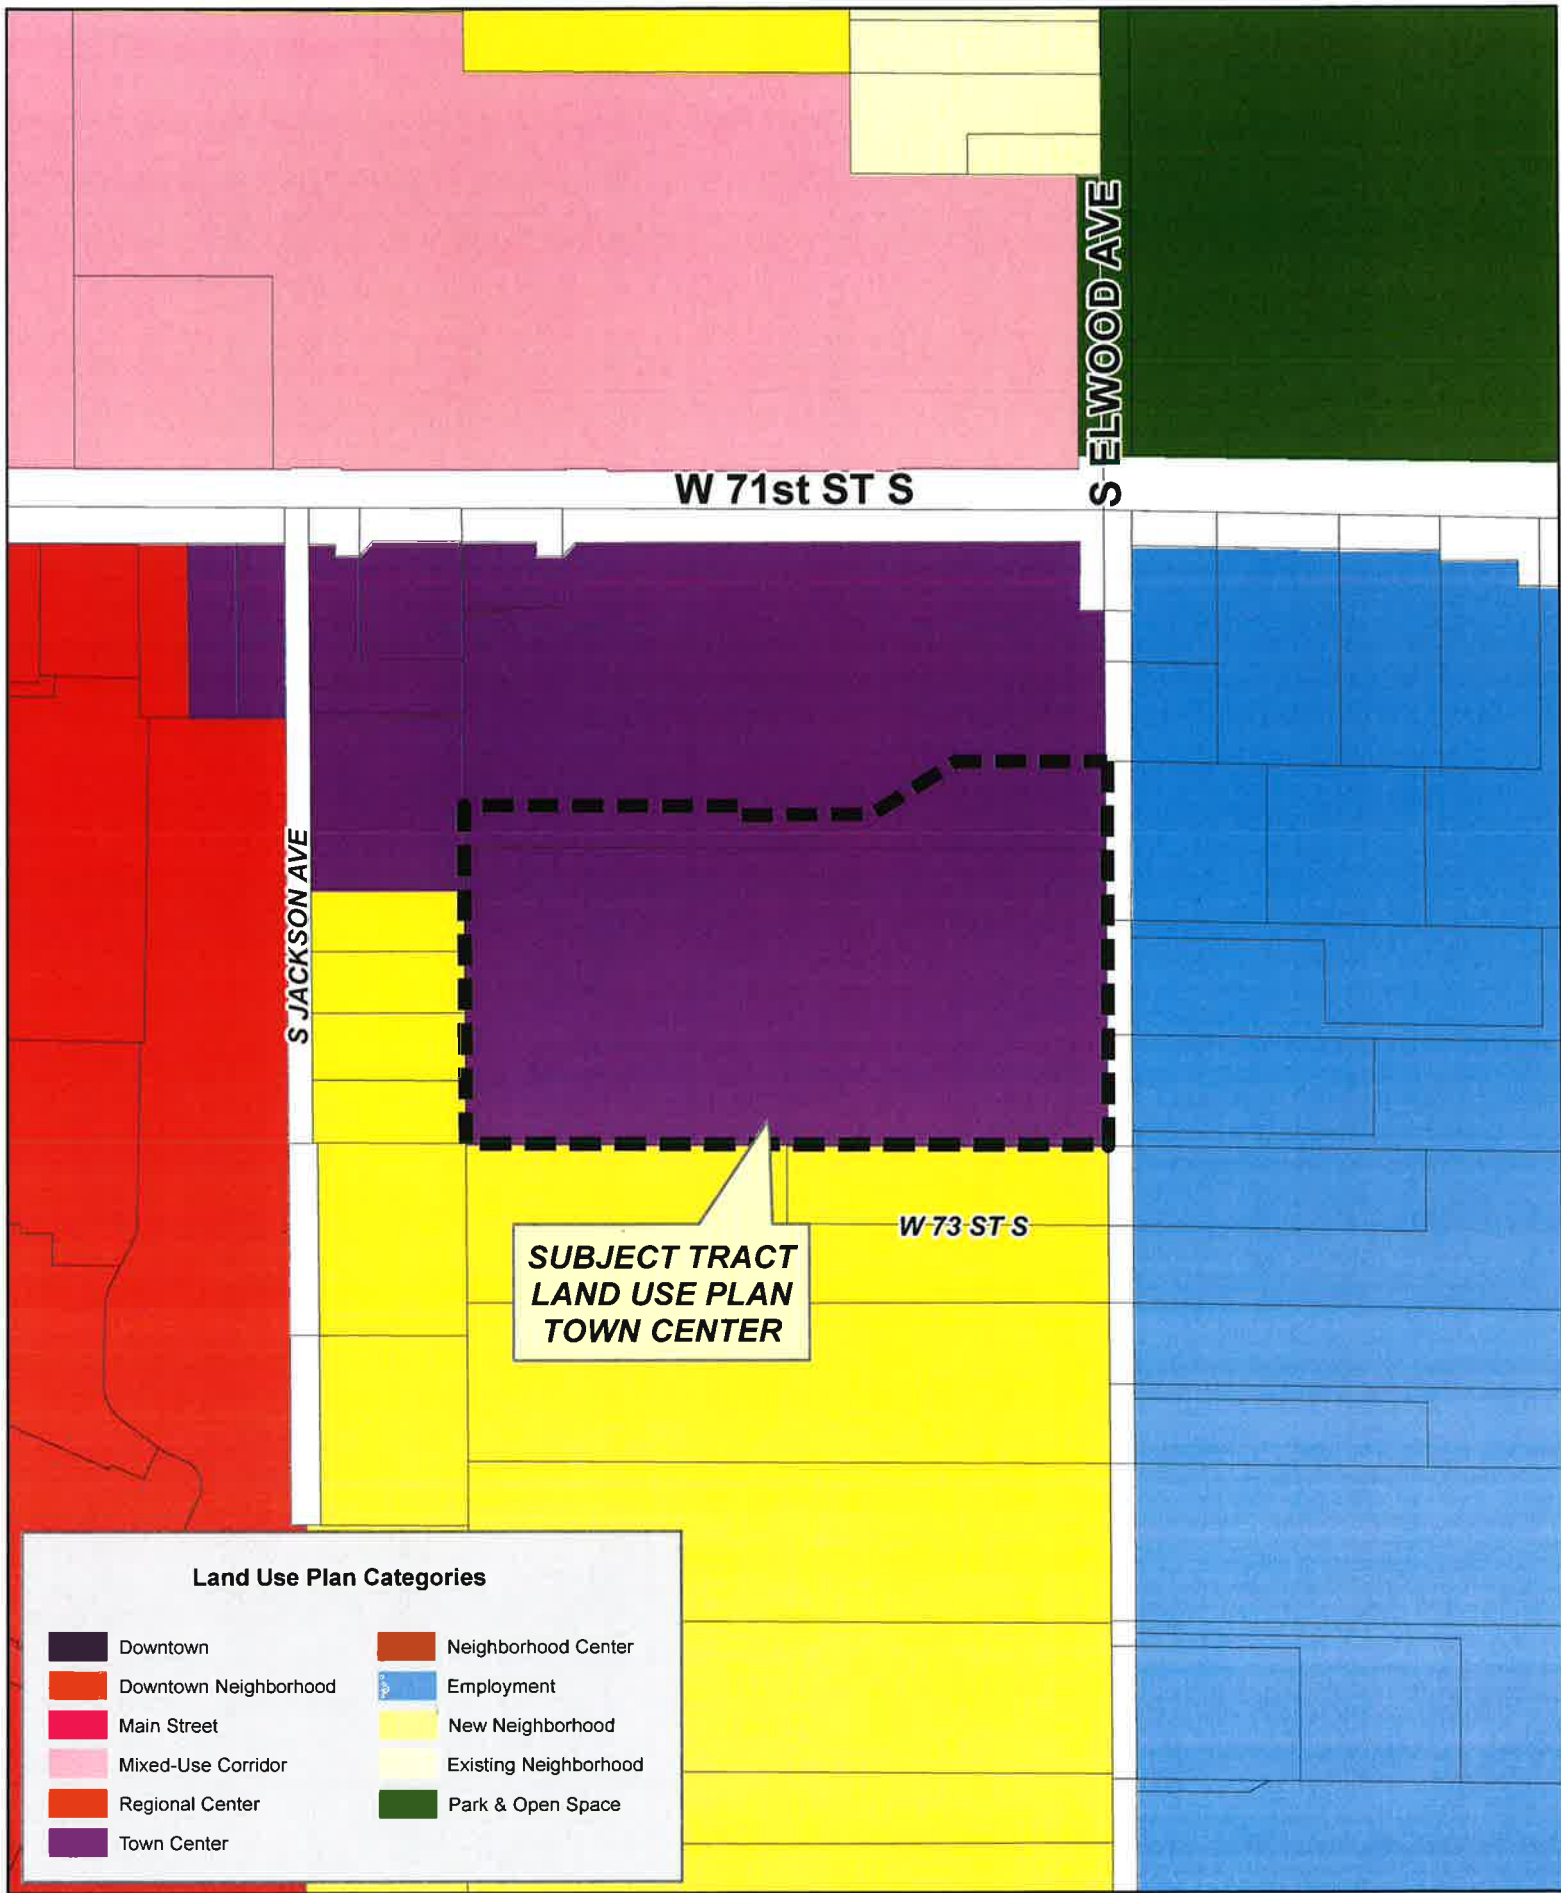 S ELWOOD AVE
W 71st ST S
S JACKSON AVE
W 73 ST S
SUBJECT TRACT
LAND USE PLAN
TOWN CENTER
Land Use Plan Categories
Downtown
Downtown Neighborhood
Main Street
Mixed-Use Corridor
Regional Center
Town Center
Neighborhood Center
Employment
New Neighborhood
Existing Neighborhood
Park & Open Space